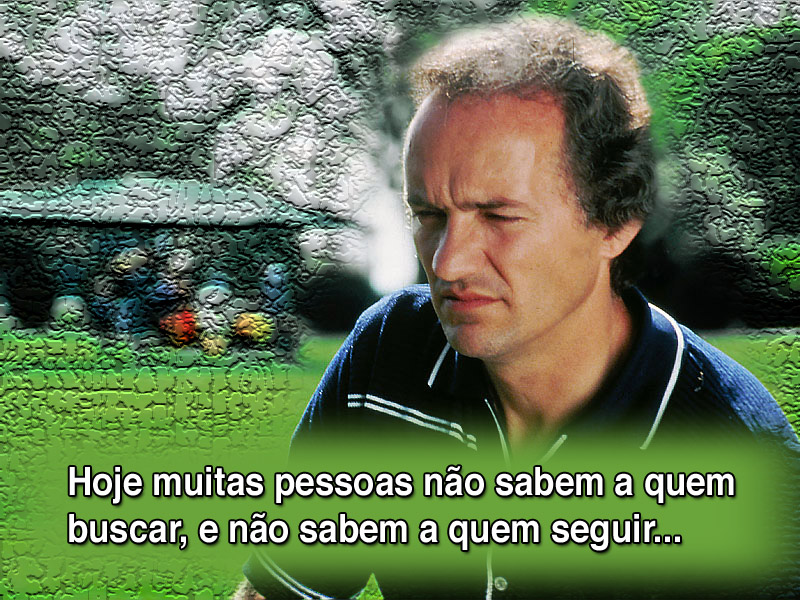 Hoje muitas pessoas não sabem a quem
buscar, e não sabem a quem seguir...